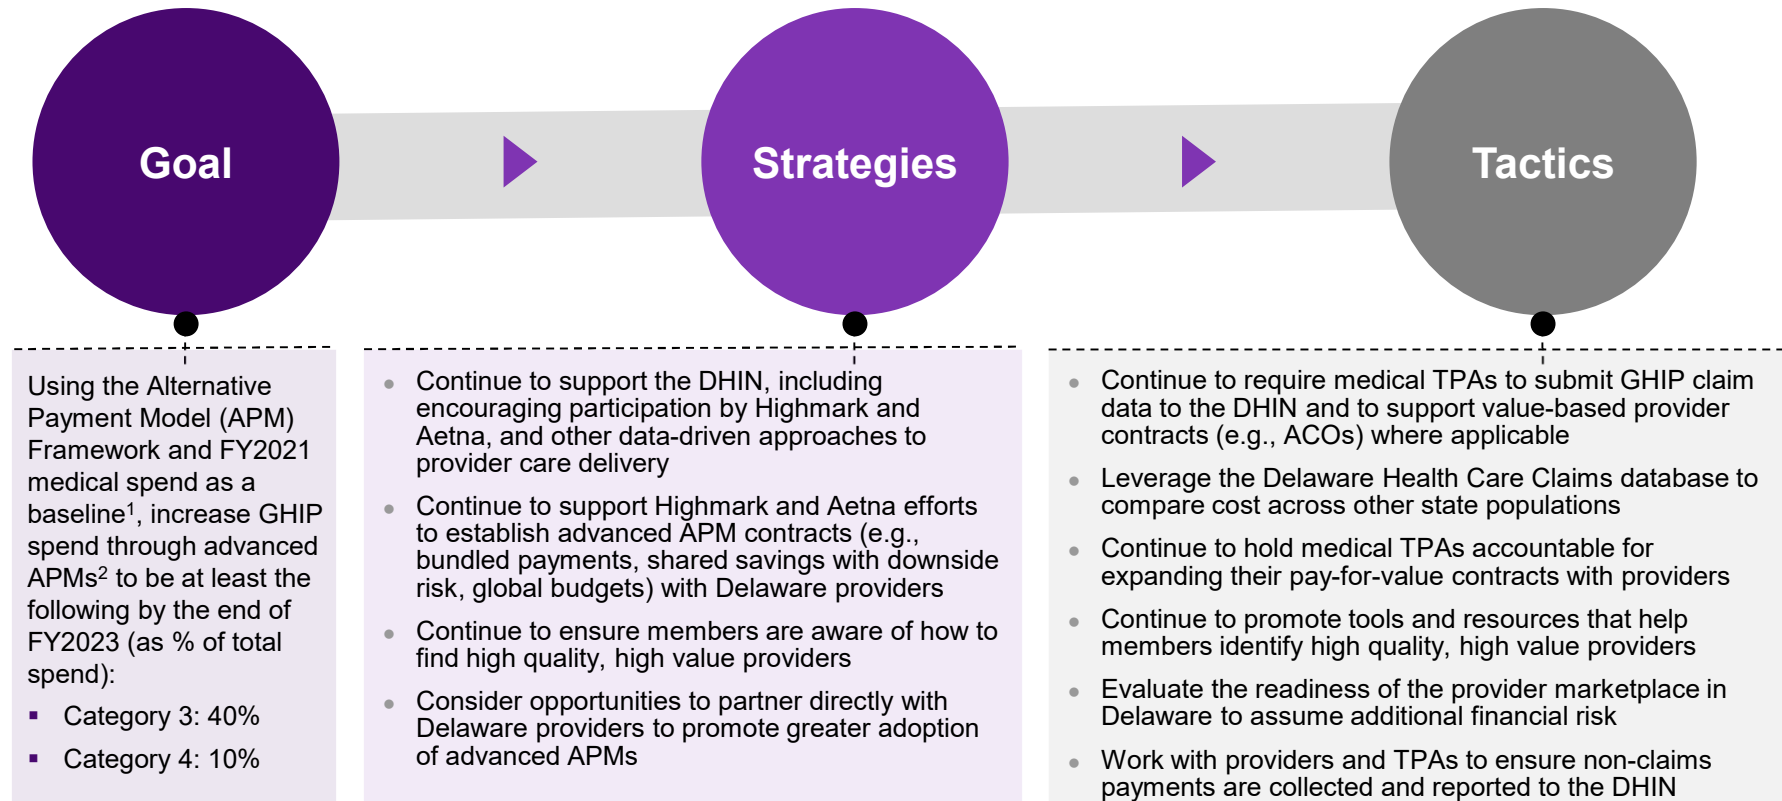 Goal
Strategies
Tactics
Using the Alternative
Payment Model (APM)
Framework and FY2021
medical spend as a
baseline¹, increase GHIP
spend through advanced
APMs² to be at least the
following by the end of
FY2023 (as % of total
spend):
▪ Category 3: 40%
▪ Category 4: 10%
• Continue to support the DHIN, including
encouraging participation by Highmark and
Aetna, and other data-driven approaches to
provider care delivery
• Continue to support Highmark and Aetna efforts
to establish advanced APM contracts (e.g.,
bundled payments, shared savings with downside
risk, global budgets) with Delaware providers
• Continue to ensure members are aware of how to
find high quality, high value providers
• Consider opportunities to partner directly with
Delaware providers to promote greater adoption
of advanced APMs
• Continue to require medical TPAs to submit GHIP claim
data to the DHIN and to support value-based provider
contracts (e.g., ACOs) where applicable
• Leverage the Delaware Health Care Claims database to
compare cost across other state populations
• Continue to hold medical TPAs accountable for
expanding their pay-for-value contracts with providers
• Continue to promote tools and resources that help
members identify high quality, high value providers
• Evaluate the readiness of the provider marketplace in
Delaware to assume additional financial risk
• Work with providers and TPAs to ensure non-claims
payments are collected and reported to the DHIN